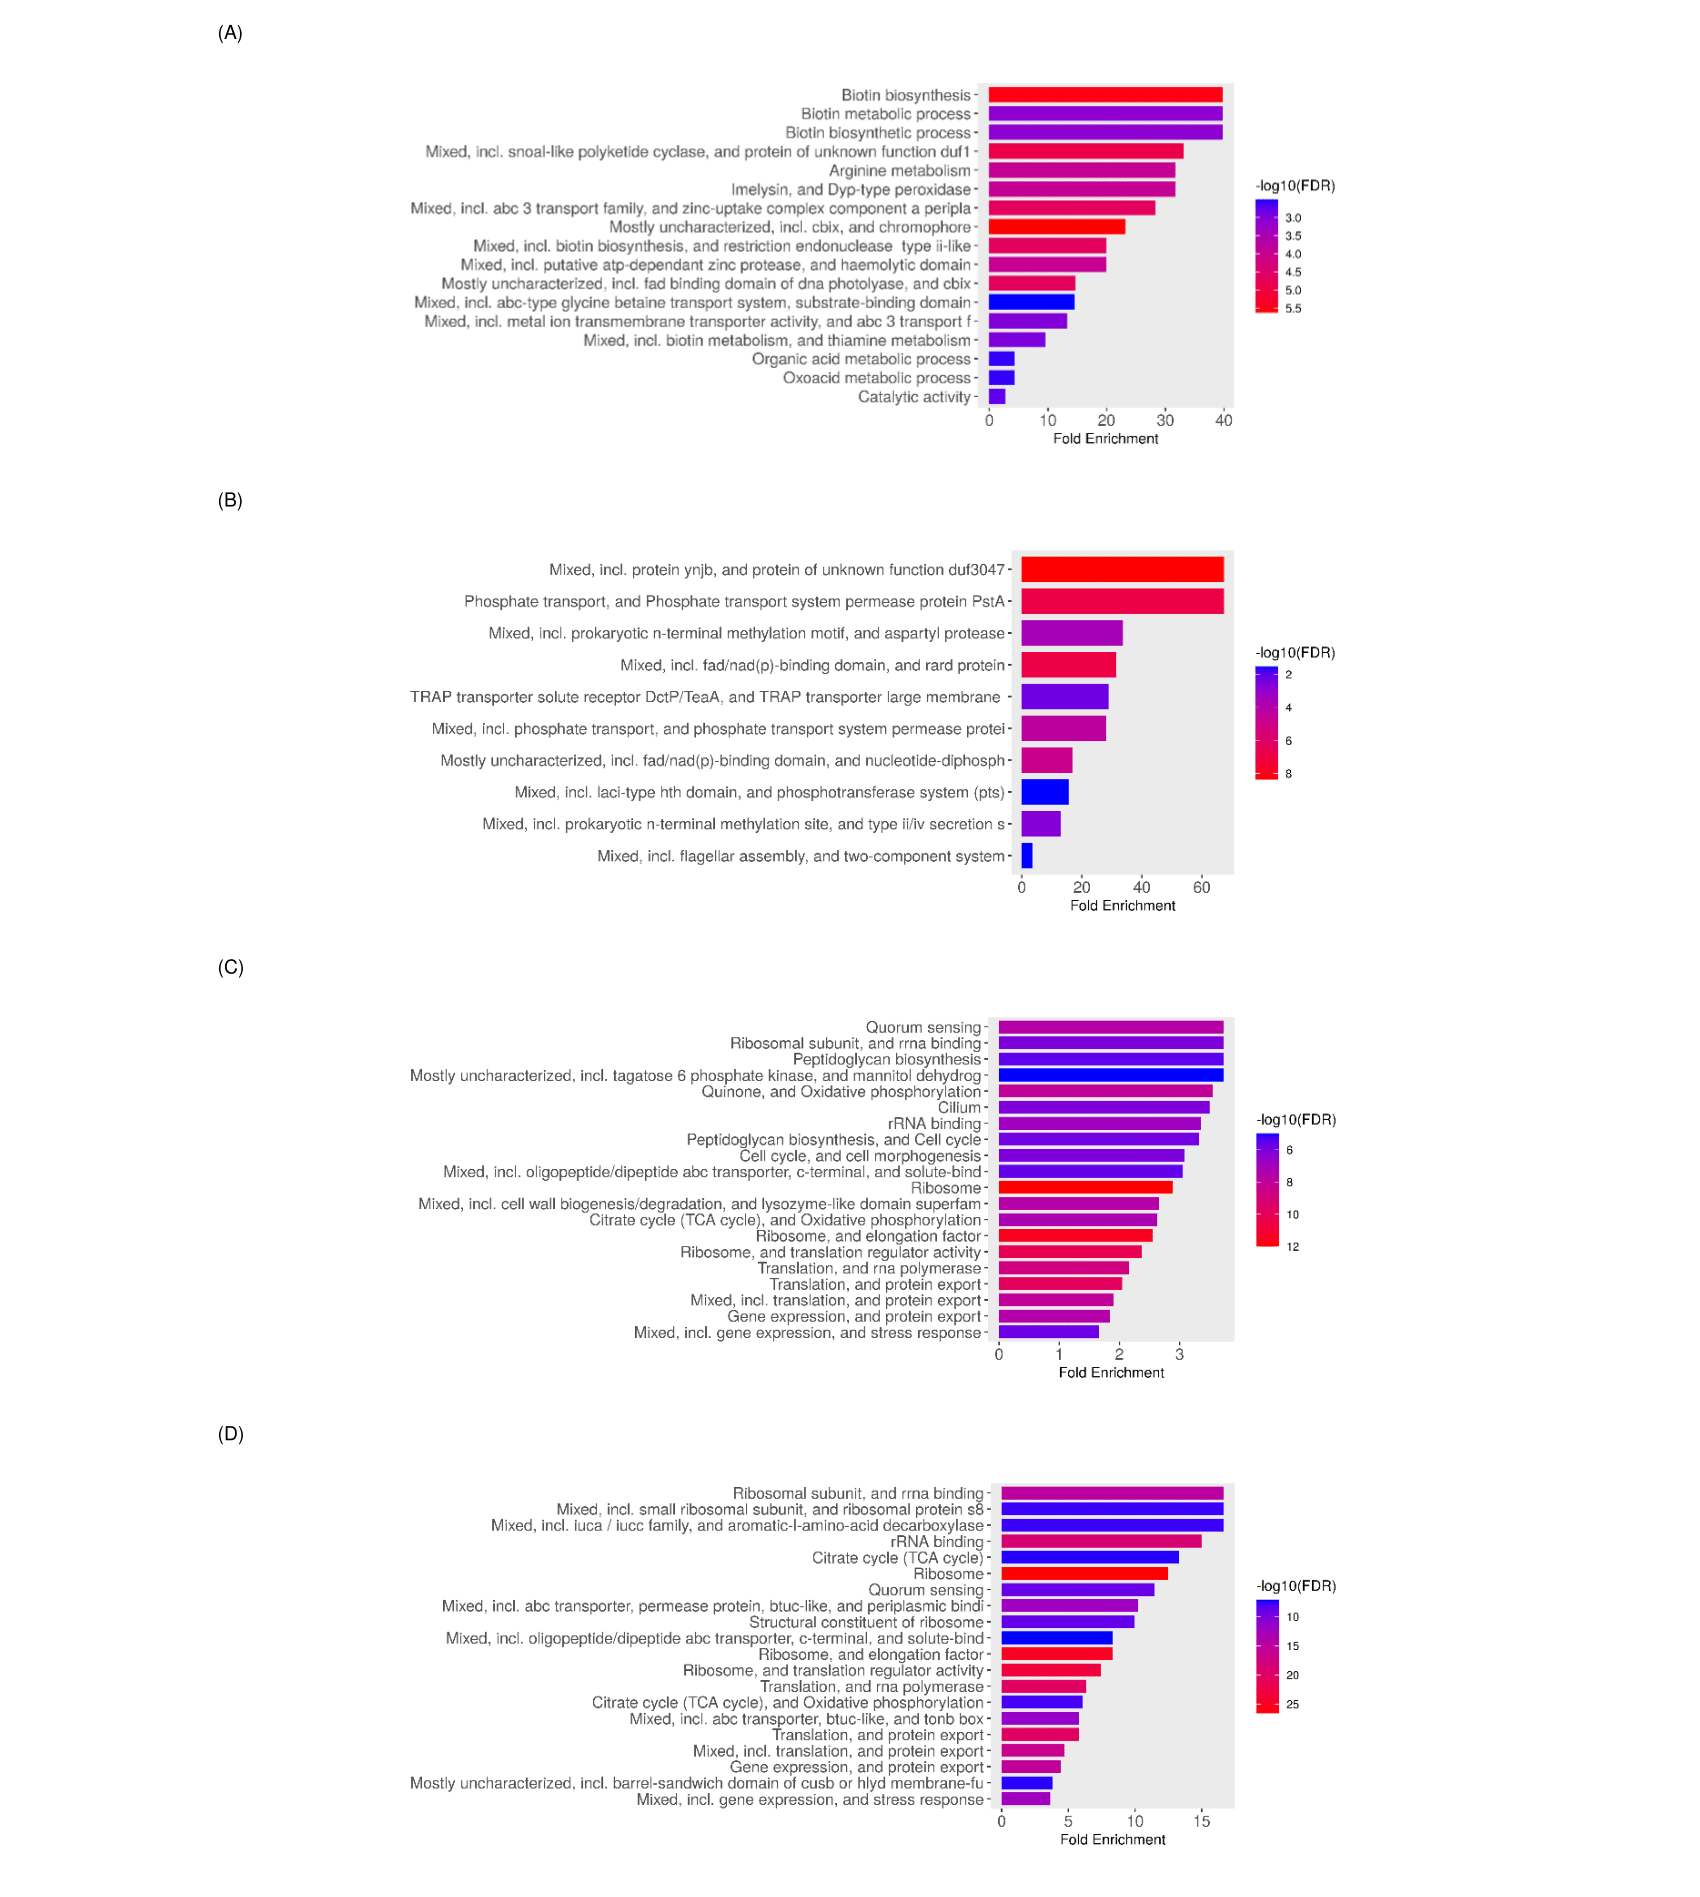 (A)
Biotin biosynthesis
Biotin metabolic process
Biotin biosynthetic process
Mixed, incl. snoal-like polyketide cyclase, and protein of unknown function duf1
Arginine metabolism
Imelysin, and Dyp-type peroxidase
Mixed, incl. abc 3 transport family, and zinc-uptake complex component a peripla
Mostly uncharacterized, incl. cbix, and chromophore
Mixed, incl. biotin biosynthesis, and restriction endonuclease type ii-like
Mixed, incl. putative atp-dependant zinc protease, and haemolytic domain
Mostly uncharacterized, incl. fad binding domain of dna photolyase, and cbix
Mixed, incl. abc-type glycine betaine transport system, substrate-binding domain
Mixed, incl. metal ion transmembrane transporter activity, and abc 3 transport f
Mixed, incl. biotin metabolism, and thiamine metabolism
Organic acid metabolic process
Oxoacid metabolic process
Catalytic activity
0 10 20 30 40
Fold Enrichment
-log10(FDR)
3.0
3.5
4.0
4.5
5.0
5.5
(B)
Mixed, incl. protein ynjb, and protein of unknown function duf3047
Phosphate transport, and Phosphate transport system permease protein PstA
Mixed, incl. prokaryotic n-terminal methylation motif, and aspartyl protease
Mixed, incl. fad/nad(p)-binding domain, and rard protein
TRAP transporter solute receptor DctP/TeaA, and TRAP transporter large membrane
Mixed, incl. phosphate transport, and phosphate transport system permease protei
Mostly uncharacterized, incl. fad/nad(p)-binding domain, and nucleotide-diphosph
Mixed, incl. laci-type hth domain, and phosphotransferase system (pts)
Mixed, incl. prokaryotic n-terminal methylation site, and type ii/iv secretion s
Mixed, incl. flagellar assembly, and two-component system
0 20 40 60
Fold Enrichment
-log10(FDR)
2
4
6
8
(C)
Quorum sensing
Ribosomal subunit, and rrna binding
Peptidoglycan biosynthesis
Mostly uncharacterized, incl. tagatose 6 phosphate kinase, and mannitol dehydrog
Quinone, and Oxidative phosphorylation
Cilium
rRNA binding
Peptidoglycan biosynthesis, and Cell cycle
Cell cycle, and cell morphogenesis
Mixed, incl. oligopeptide/dipeptide abc transporter, c-terminal, and solute-bind
Ribosome
Mixed, incl. cell wall biogenesis/degradation, and lysozyme-like domain superfam
Citrate cycle (TCA cycle), and Oxidative phosphorylation
Ribosome, and elongation factor
Ribosome, and translation regulator activity
Translation, and rna polymerase
Translation, and protein export
Mixed, incl. translation, and protein export
Gene expression, and protein export
Mixed, incl. gene expression, and stress response
0 1 2 3
Fold Enrichment
-log10(FDR)
6
8
10
12
(D)
Ribosomal subunit, and rrna binding
Mixed, incl. small ribosomal subunit, and ribosomal protein s8
Mixed, incl. iuca / iucc family, and aromatic-l-amino-acid decarboxylase
rRNA binding
Citrate cycle (TCA cycle)
Ribosome
Quorum sensing
Mixed, incl. abc transporter, permease protein, btuc-like, and periplasmic bindi
Structural constituent of ribosome
Mixed, incl. oligopeptide/dipeptide abc transporter, c-terminal, and solute-bind
Ribosome, and elongation factor
Ribosome, and translation regulator activity
Translation, and rna polymerase
Citrate cycle (TCA cycle), and Oxidative phosphorylation
Mixed, incl. abc transporter, btuc-like, and tonb box
Translation, and protein export
Mixed, incl. translation, and protein export
Gene expression, and protein export
Mostly uncharacterized, incl. barrel-sandwich domain of cusb or hlyd membrane-fu
Mixed, incl. gene expression, and stress response
0 5 10 15
Fold Enrichment
-log10(FDR)
10
15
20
25